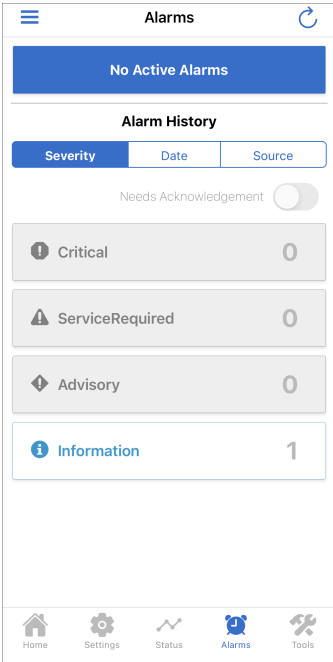 Alarms
No Active Alarms
Alarm History
Severity Date Source
Needs Acknowledgement
Critical 0
ServiceRequired 0
Advisory 0
Information 1
Home Settings Status Alarms Tools